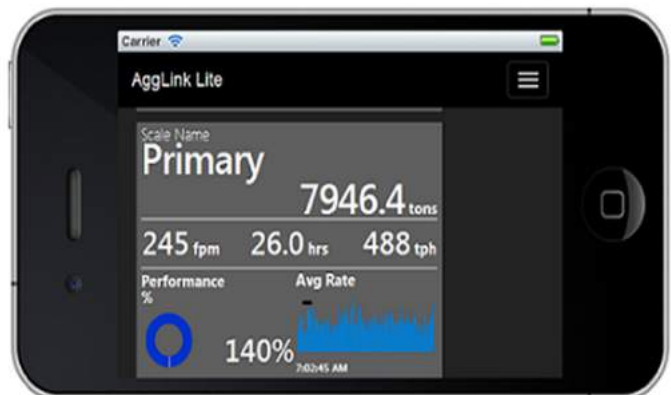 Carrier
AggLink Lite
Scale Name
Primary
7946.4 tons
245 fpm 26.0 hrs 488 tph
Performance
%
Avg Rate
140%
7:02:45 AM